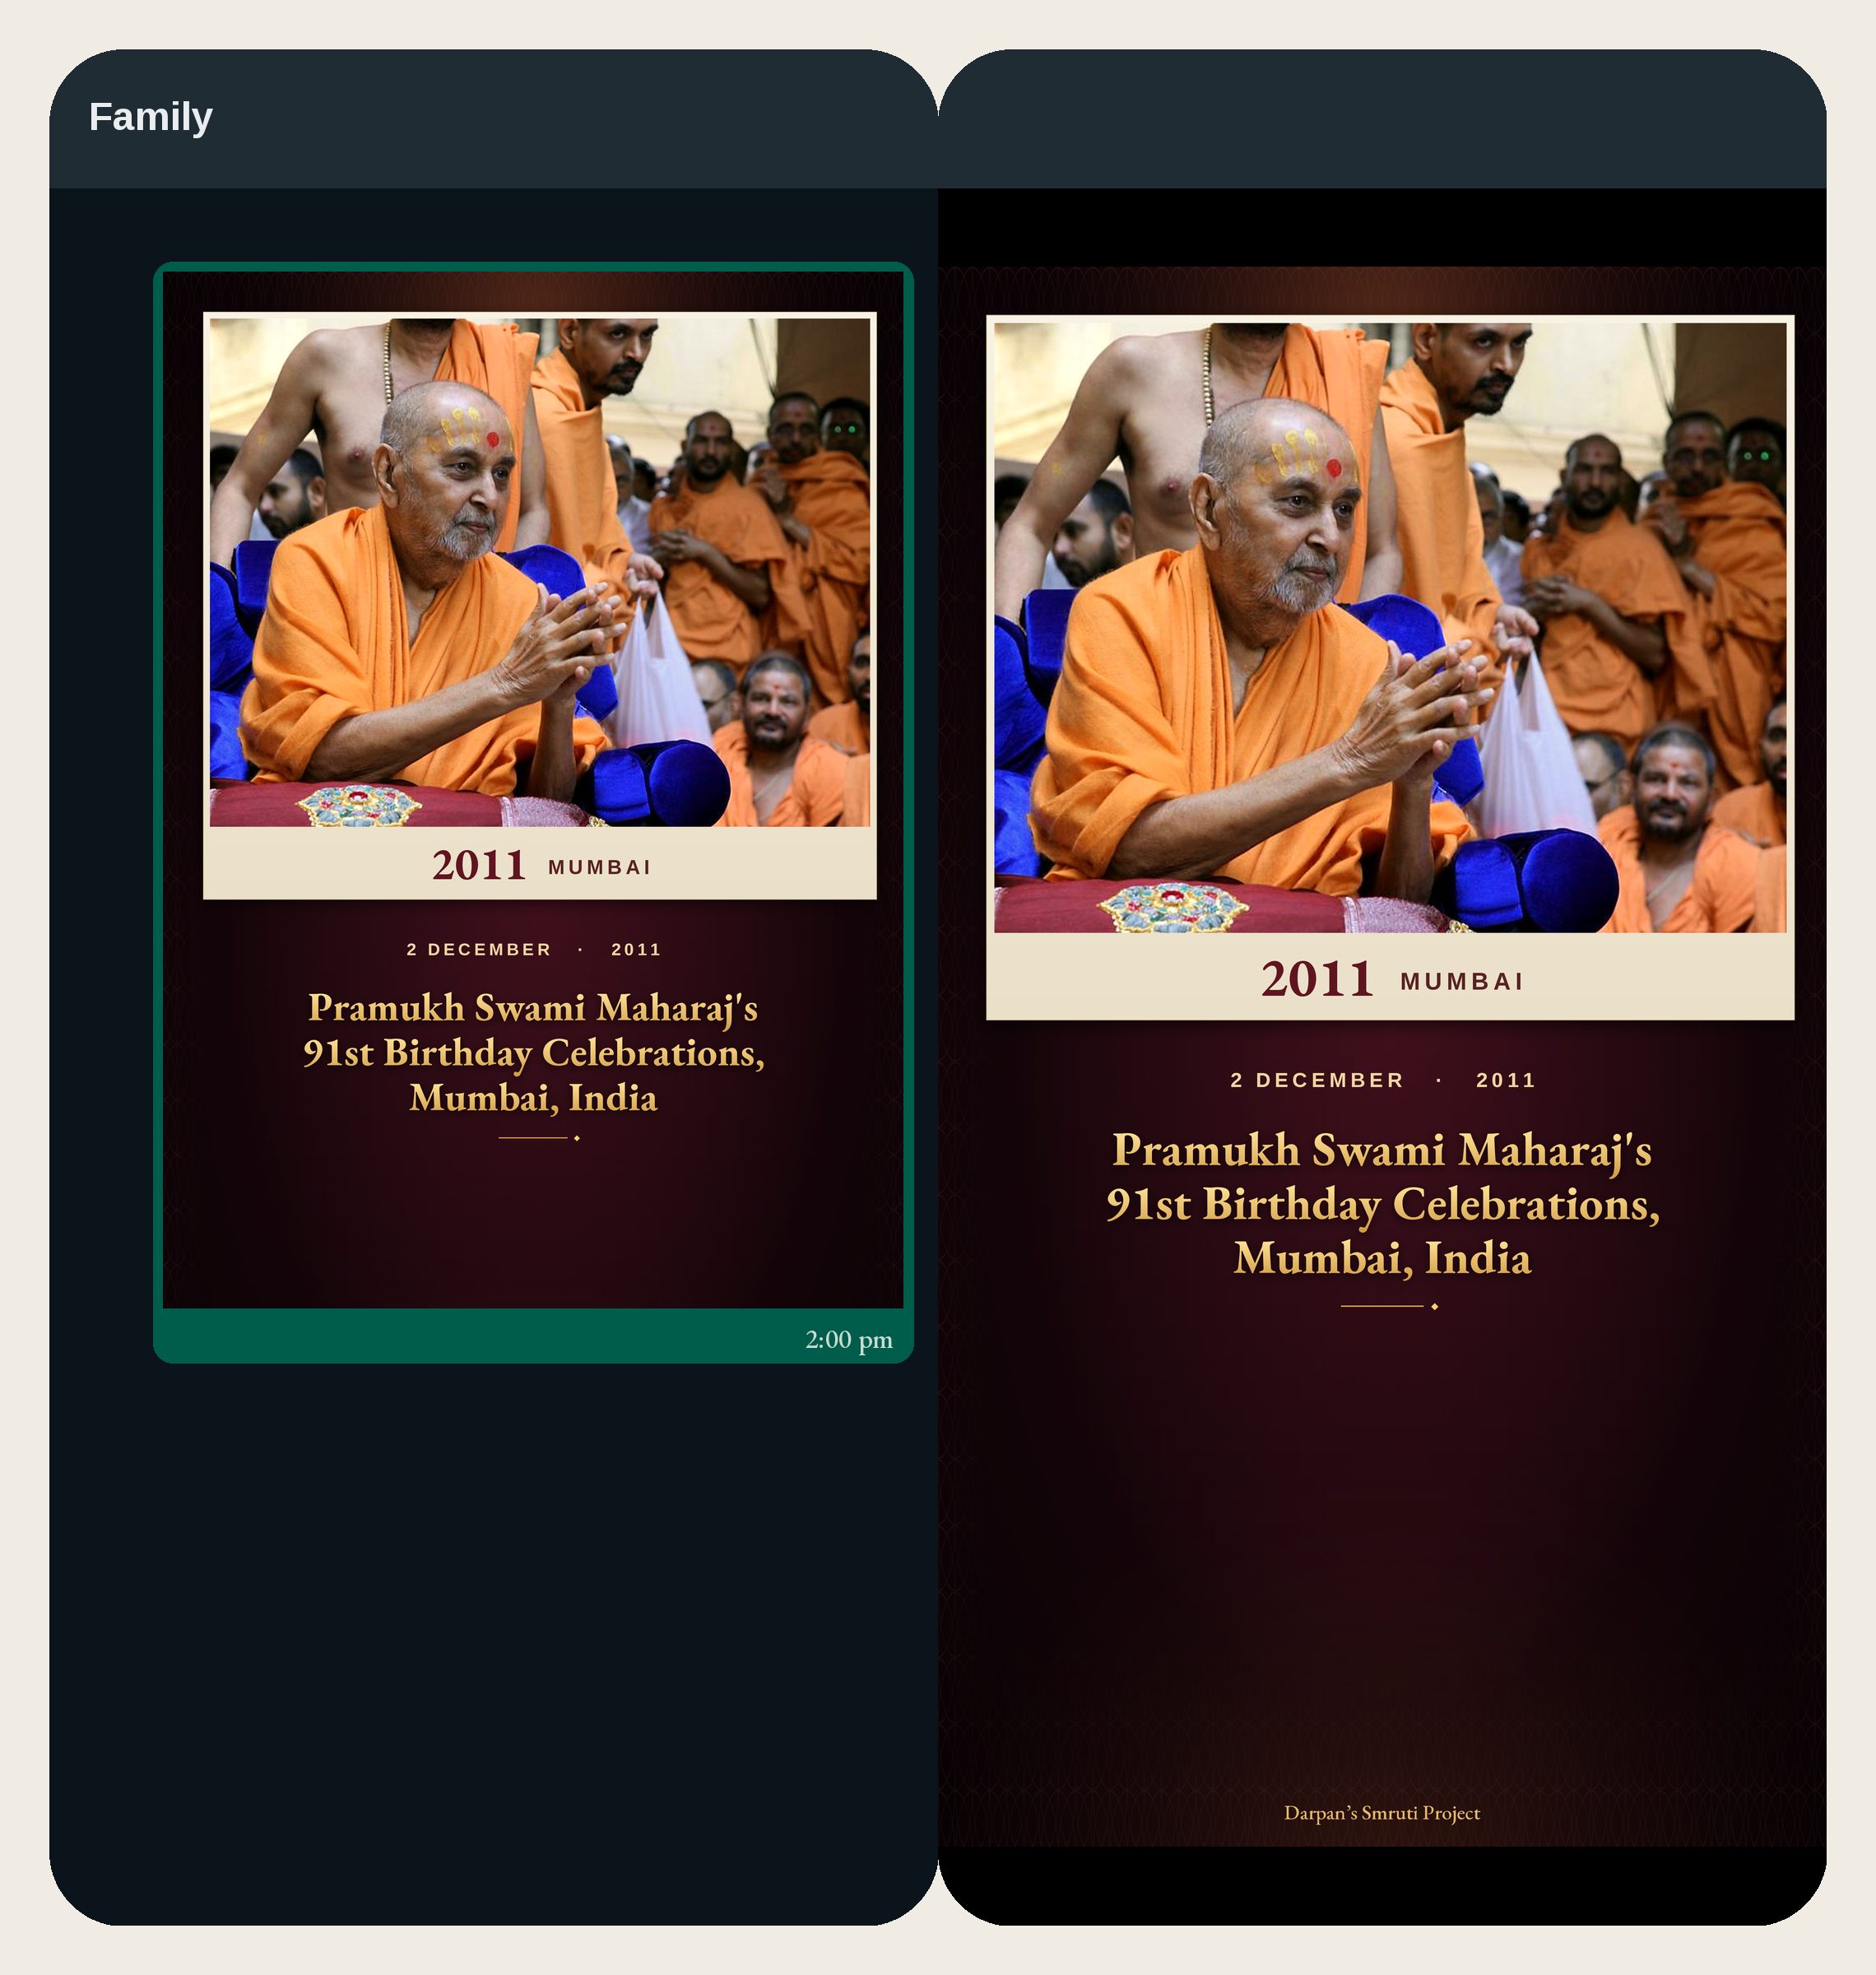 Family
2011 MUMBAI
2 DECEMBER · 2011
Pramukh Swami Maharaj's
91st Birthday Celebrations,
Mumbai, India
2:00 pm
2011 MUMBAI
2 DECEMBER · 2011
Pramukh Swami Maharaj's
91st Birthday Celebrations,
Mumbai, India
Darpan’s Smruti Project